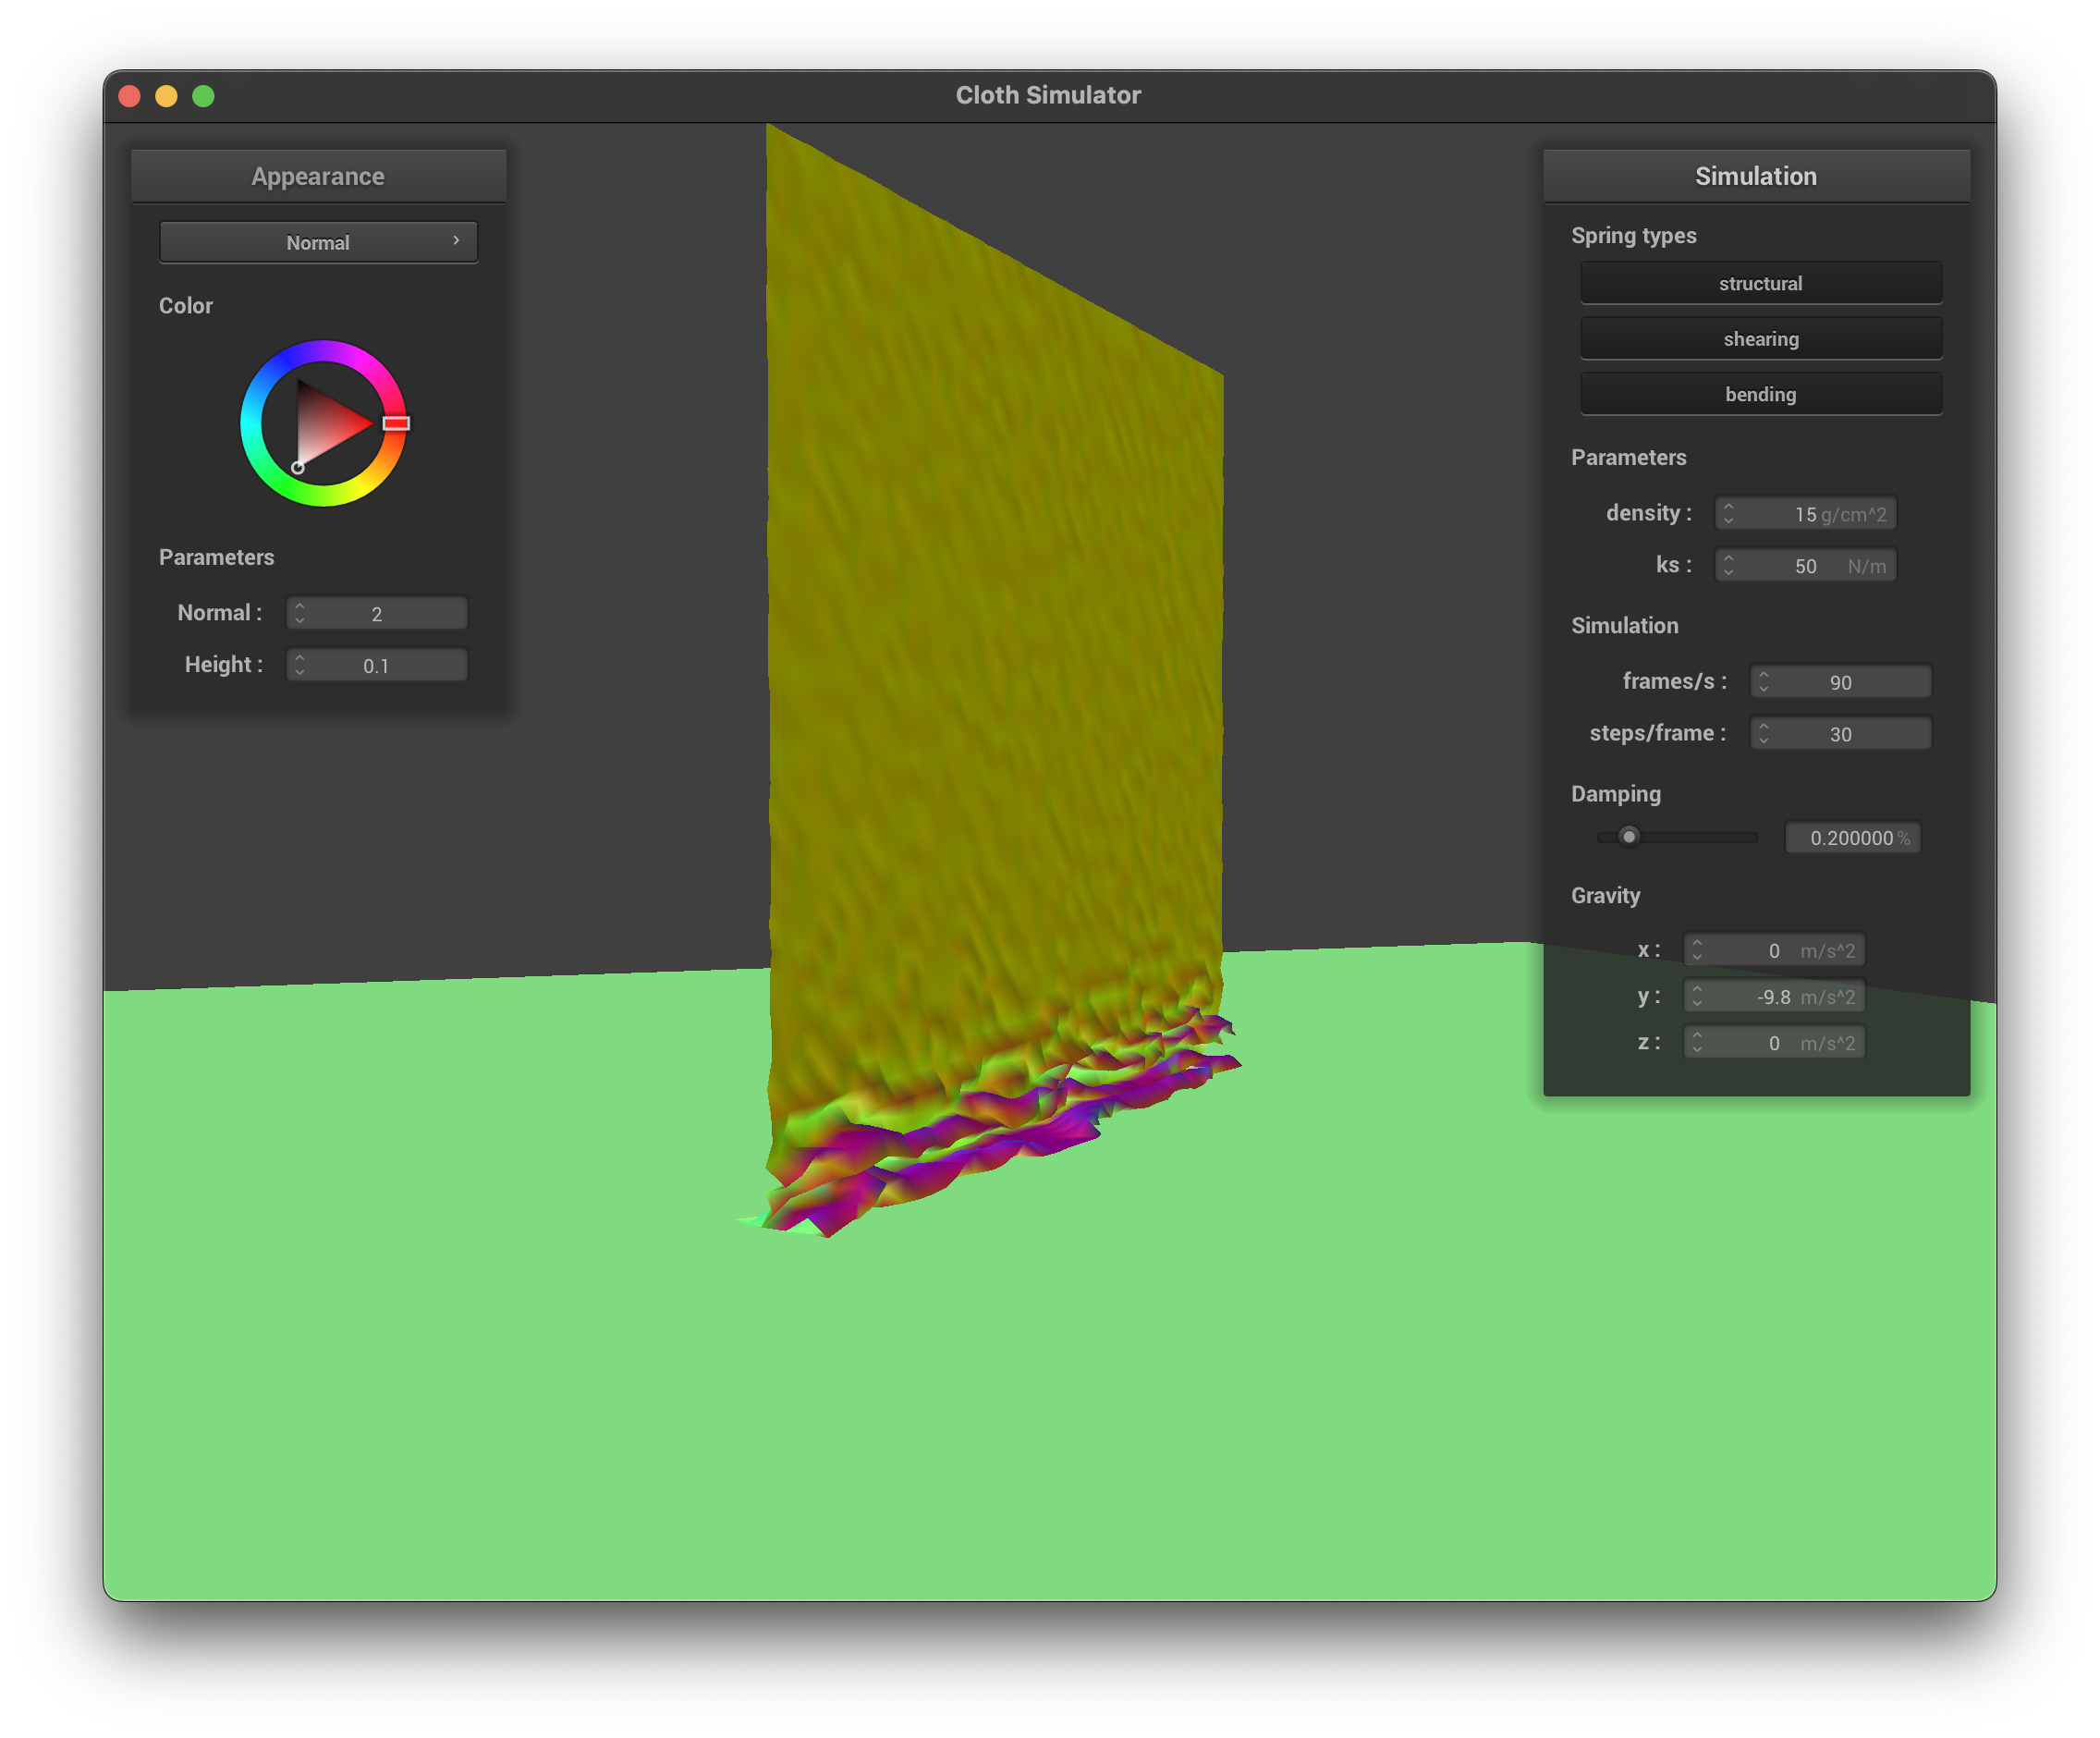 Cloth Simulator
Appearance
Normal
Color
Parameters
Normal : 2
Height : 0.1
Simulation
Spring types
structural
shearing
bending
Parameters
density : 15 g/cm^2
ks : 50 N/m
Simulation
frames/s : 90
steps/frame : 30
Damping
0.200000 %
Gravity
x : 0 m/s^2
y : -9.8 m/s^2
z : 0 m/s^2